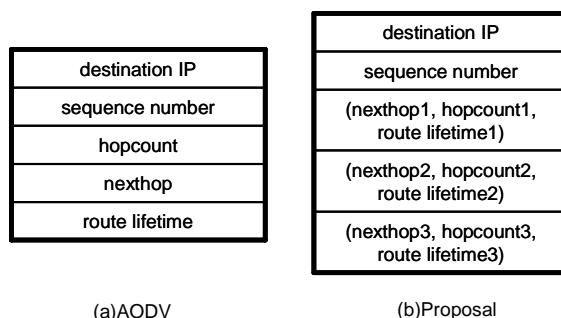 destination IP
sequence number
hopcount
nexthop
route lifetime
(a)AODV
destination IP
sequence number
(nexthop1, hopcount1,
route lifetime1)
(nexthop2, hopcount2,
route lifetime2)
(nexthop3, hopcount3,
route lifetime3)
(b)Proposal